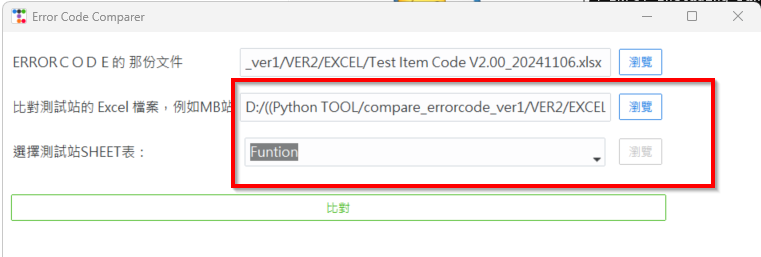 Error Code Comparer
ERROR C O D E 的 那份文件 _ver1/VER2/EXCEL/Test Item Code V2.00_20241106.xlsx 瀏覽
比對測試站的 Excel 檔案，例如MB站 D:/((Python TOOL/compare_errorcode_ver1/VER2/EXCEL 瀏覽
選擇測試站SHEET表： Funtion 瀏覽
比對